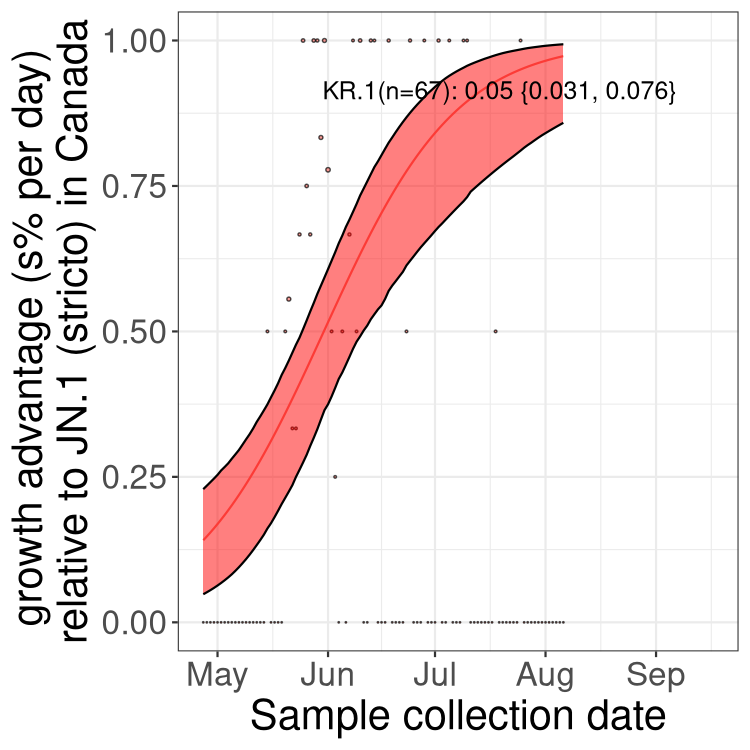 growth advantage (s% per day)
relative to JN.1 (stricto) in Canada
1.00
KR.1(n=67): 0.05 {0.031, 0.076}
0.75
0.50
0.25
0.00
May Jun Jul Aug Sep
Sample collection date